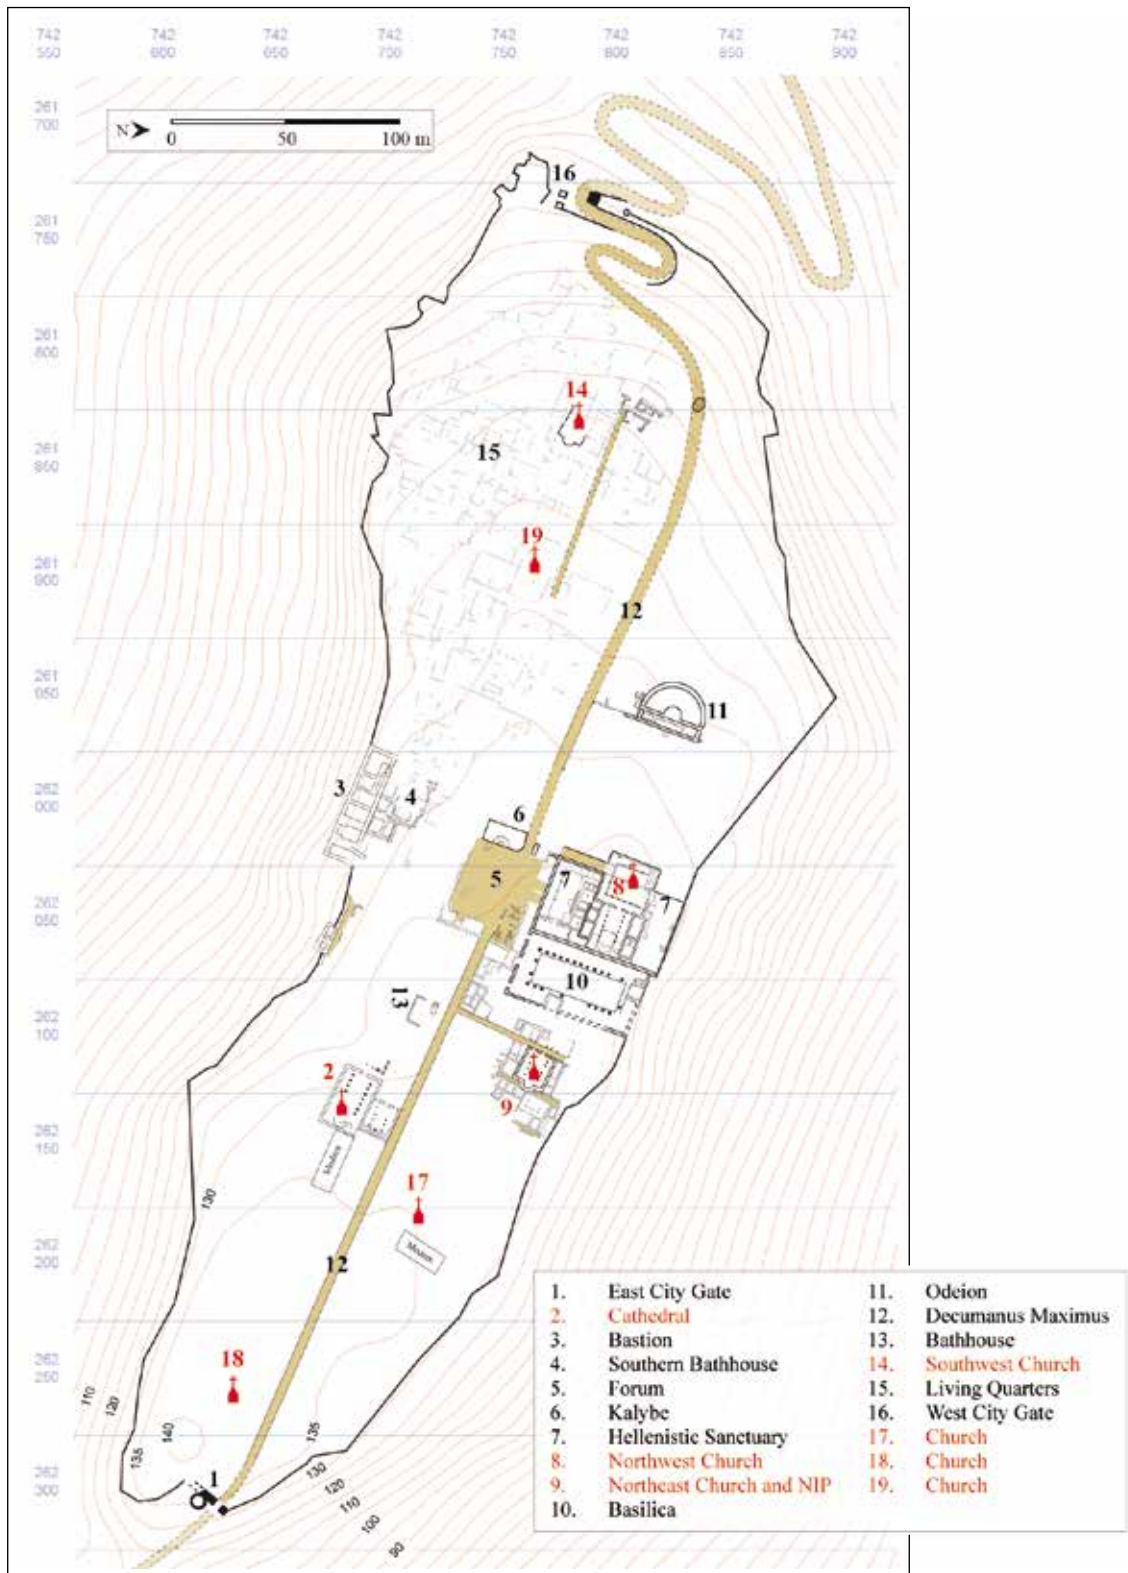 742 742 742 742 742 742 742 742
550 600 650 700 750 800 850 900
261
700
N
0 50 100 m
16
261
750
261
800
14
261
850
15
19
261
900
12
261
950
11
3
262
000
4
6
5
7
8
7
262
050
10
13
262
100
2
9
262
150
Modern
17
130
262
200
Modern
12
18
262
250
110
120
135
140
135
1
262
300
130
120
110
100
90
1. East City Gate
2. Cathedral
3. Bastion
4. Southern Bathhouse
5. Forum
6. Kalybe
7. Hellenistic Sanctuary
8. Northwest Church
9. Northeast Church and NIP
10. Basilica
11. Odeion
12. Decumanus Maximus
13. Bathhouse
14. Southwest Church
15. Living Quarters
16. West City Gate
17. Church
18. Church
19. Church